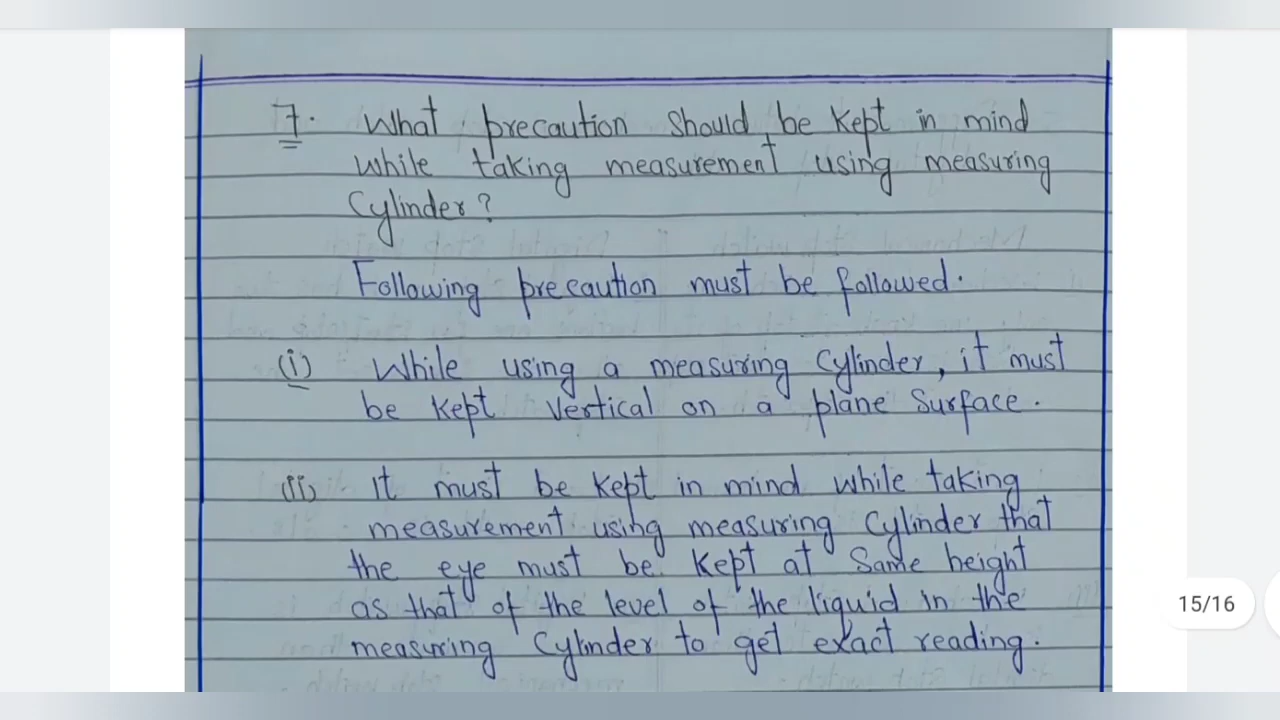 7. What precaution should be kept in mind
while taking measurement using measuring
Cylinder?
Following precaution must be followed.
(i) While using a measuring Cylinder, it must
be kept vertical on a plane Surface.
(ii) It must be kept in mind while taking
measurement using measuring Cylinder that
the eye must be kept at Same height
as that of the level of the liquid in the
measuring Cylinder to get exact reading.
15/16